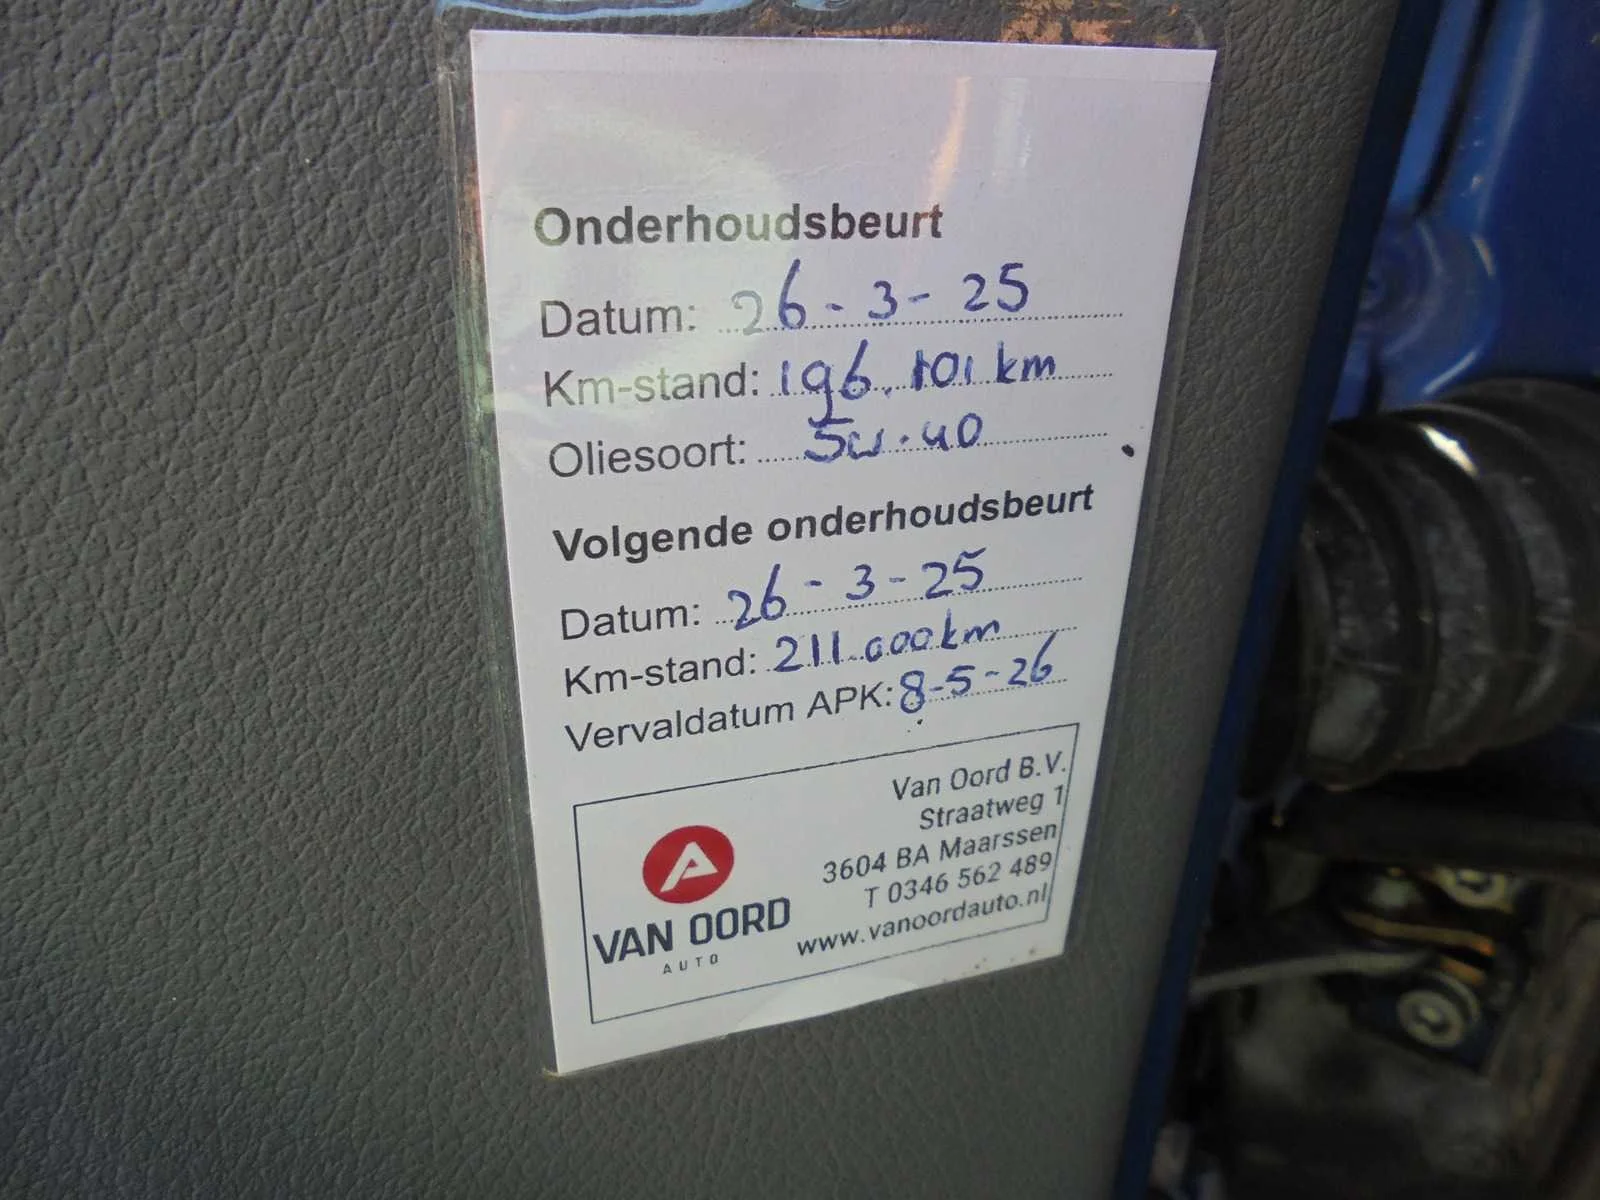 Onderhoudsbeurt
Datum: 26-3-25
Km-stand: 196.101 km
Oliesoort: 5w.40
Volgende onderhoudsbeurt
Datum: 26-3-25
Km-stand: 211.000 km
Vervaldatum APK: 8-5-26
Van Oord B.V.
Straatweg 1
3604 BA Maarssen
T 0346 562 489
www.vanoordauto.nl
VAN OORD
AUTO